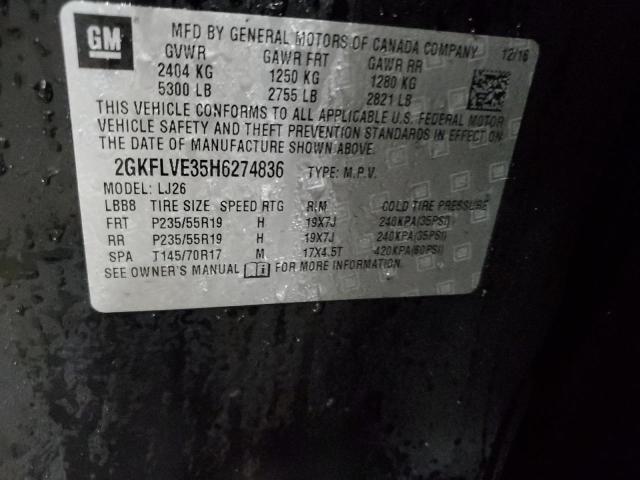 GM
MFD BY GENERAL MOTORS OF CANADA COMPANY 12/16
GVWR GAWR FRT GAWR RR
2404 KG 1250 KG 1280 KG
5300 LB 2755 LB 2821 LB
THIS VEHICLE CONFORMS TO ALL APPLICABLE U.S. FEDERAL MOTOR
VEHICLE SAFETY AND THEFT PREVENTION STANDARDS IN EFFECT ON
THE DATE OF MANUFACTURE SHOWN ABOVE.
2GKFLVE35H6274836 TYPE: M.P.V.
MODEL: LJ26
LBB8 TIRE SIZE SPEED RTG RIM COLD TIRE PRESSURE
FRT P235/55R19 H 19X7J 240KPA(35PSI)
RR P235/55R19 H 19X7J 240KPA(35PSI)
SPA T145/70R17 M 17X4.5T 420KPA(60PSI)
SEE OWNER'S MANUAL FOR MORE INFORMATION